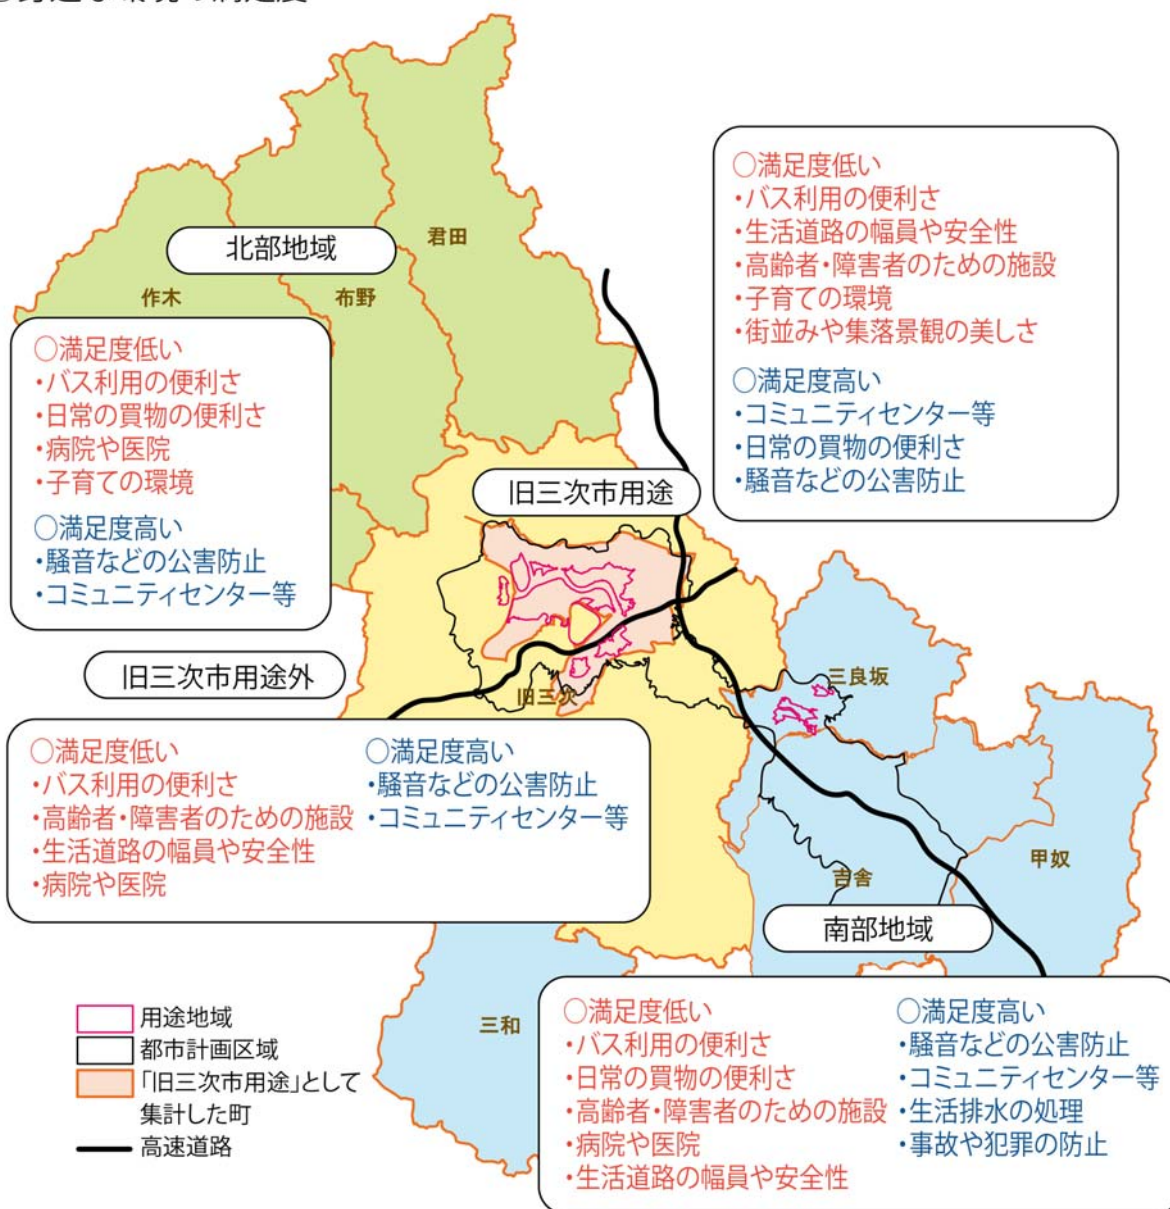 北部地域
君田
作木
布野
○満足度低い
・バス利用の便利さ
・日常の買物の便利さ
・病院や医院
・子育ての環境
○満足度高い
・騒音などの公害防止
・コミュニティセンター等
○満足度低い
・バス利用の便利さ
・生活道路の幅員や安全性
・高齢者・障害者のための施設
・子育ての環境
・街並みや集落景観の美しさ
○満足度高い
・コミュニティセンター等
・日常の買物の便利さ
・騒音などの公害防止
旧三次市用途
旧三次市用途外
旧三次
三良坂
○満足度低い
・バス利用の便利さ
・高齢者・障害者のための施設
・生活道路の幅員や安全性
・病院や医院
○満足度高い
・騒音などの公害防止
・コミュニティセンター等
甲奴
吉舎
南部地域
三和
○満足度低い
・バス利用の便利さ
・日常の買物の便利さ
・高齢者・障害者のための施設
・病院や医院
・生活道路の幅員や安全性
○満足度高い
・騒音などの公害防止
・コミュニティセンター等
・生活排水の処理
・事故や犯罪の防止
用途地域
都市計画区域
「旧三次市用途」として
集計した町
高速道路